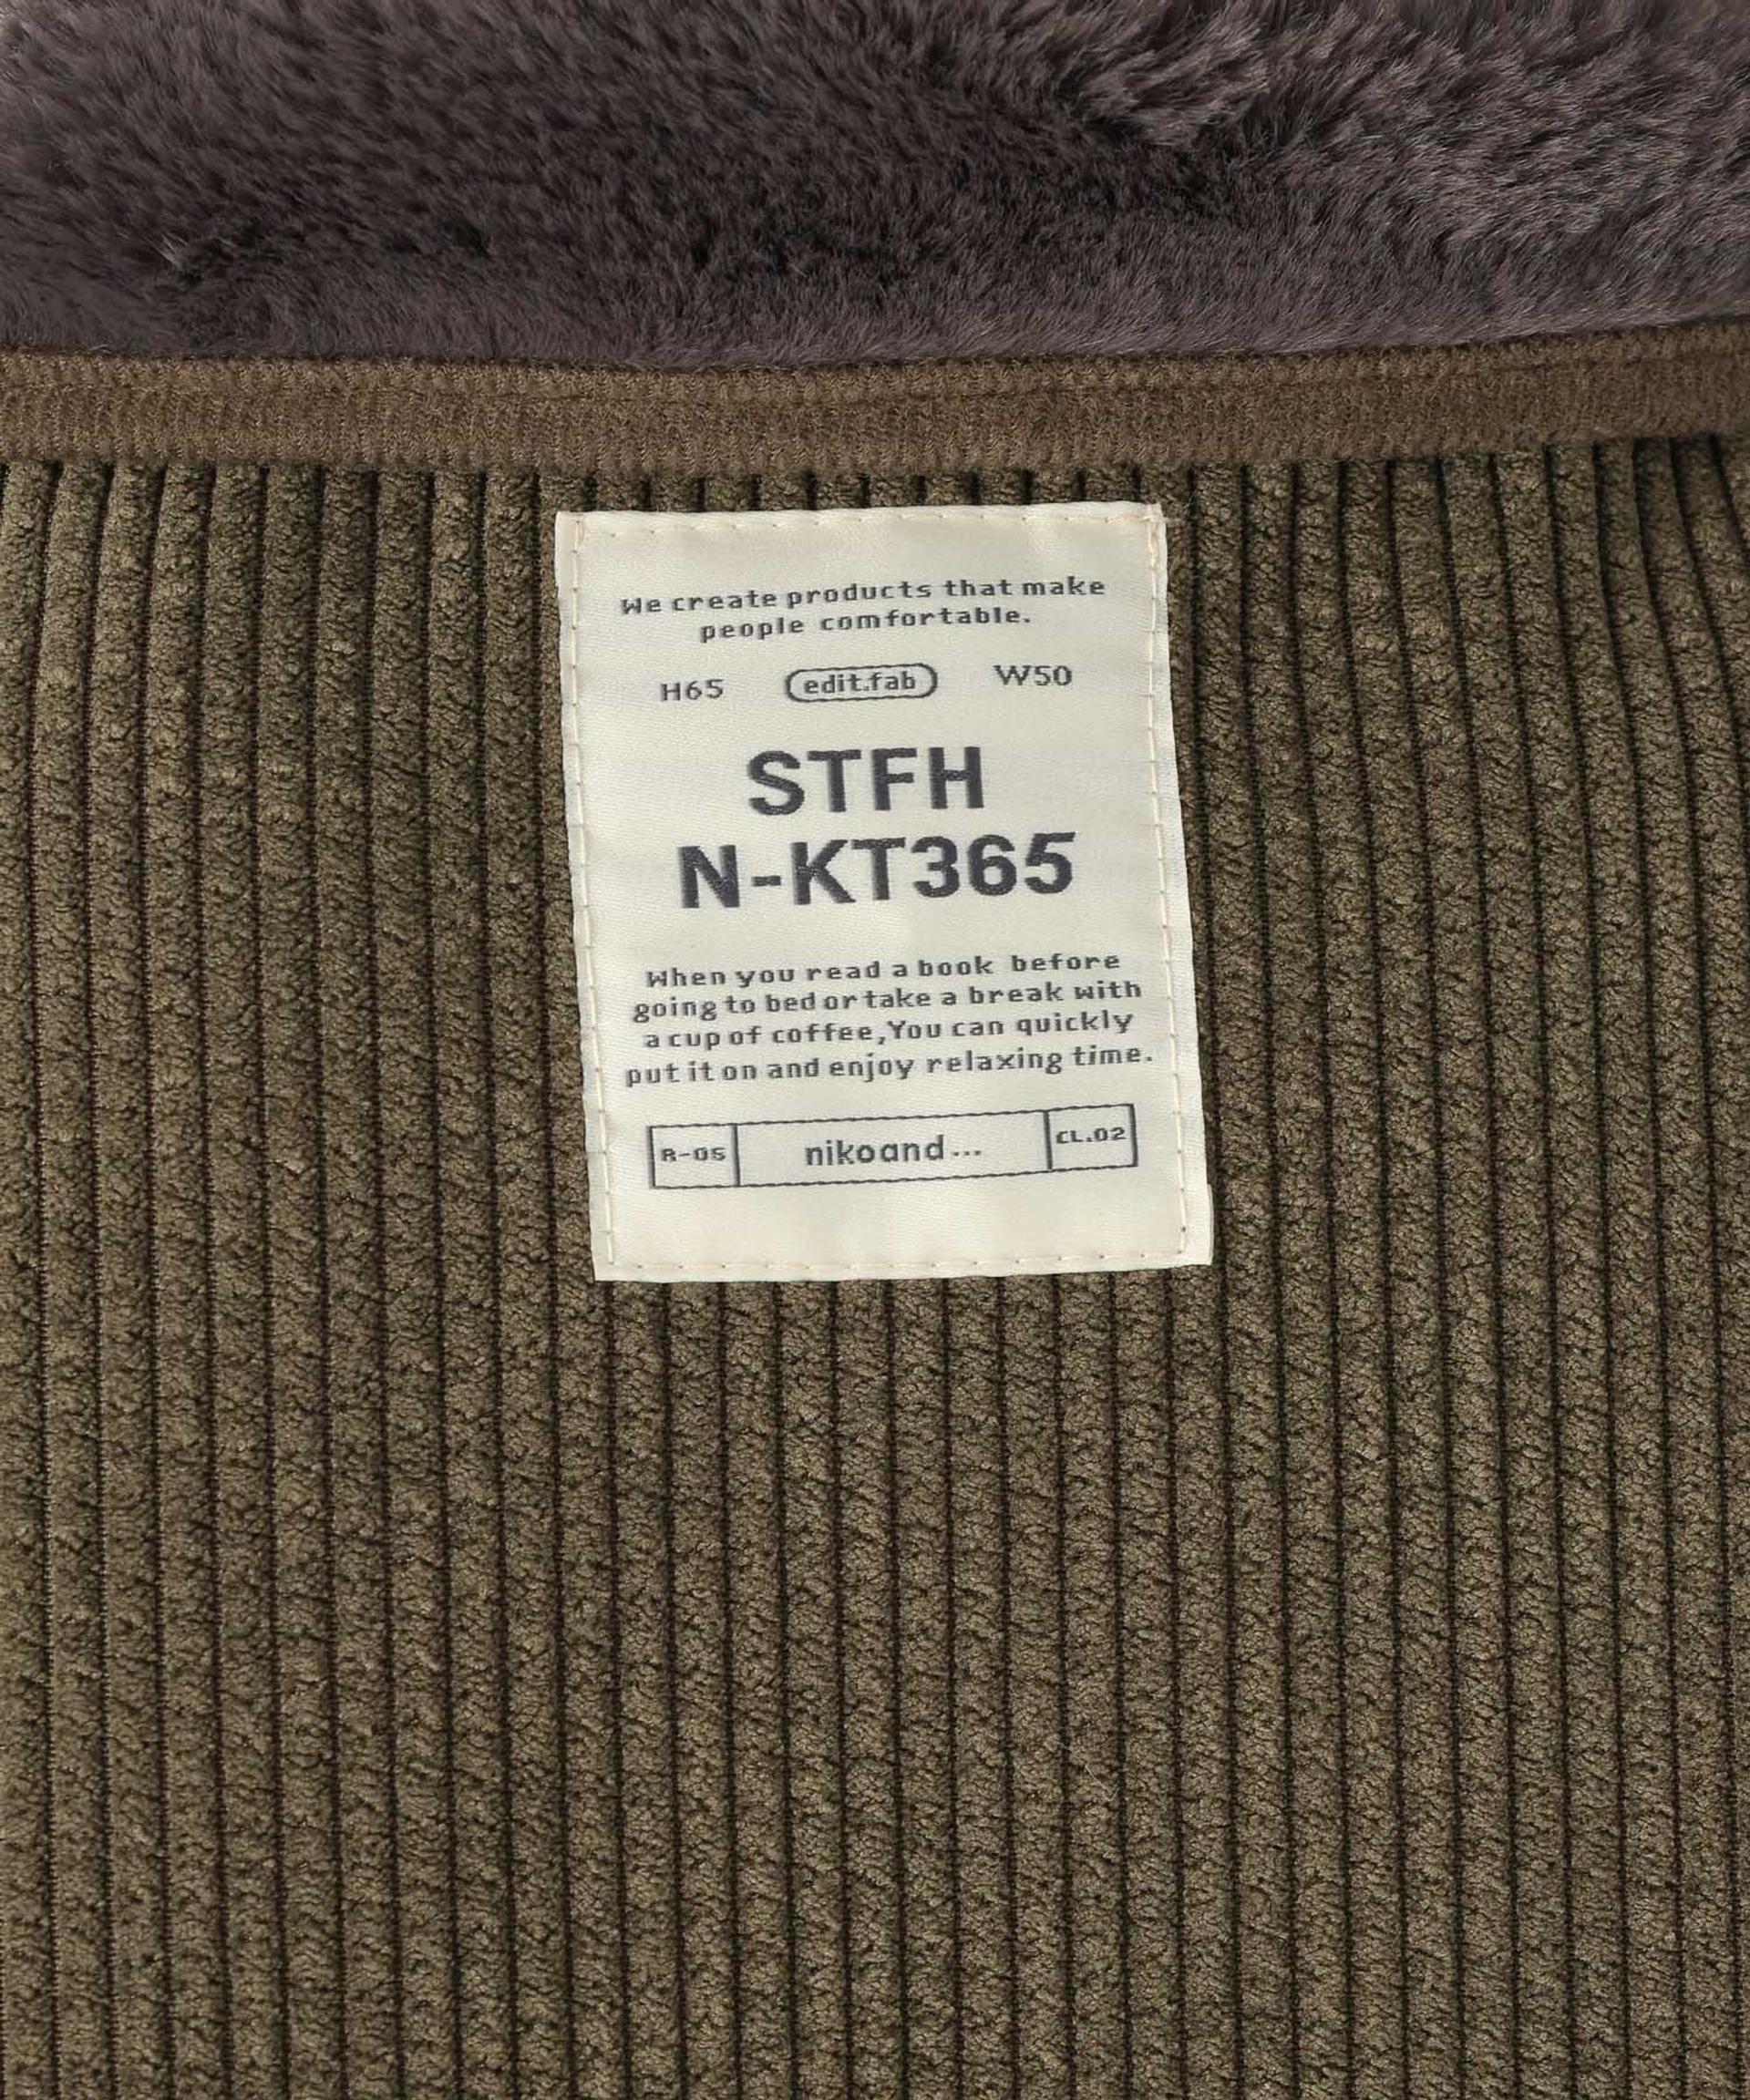 We create products that make
people comfortable.
H65 edit.fab W50
STFH
N-KT365
When you read a book before
going to bed or take a break with
a cup of coffee,You can quickly
put it on and enjoy relaxing time.
R-05 nikoand... CL.02